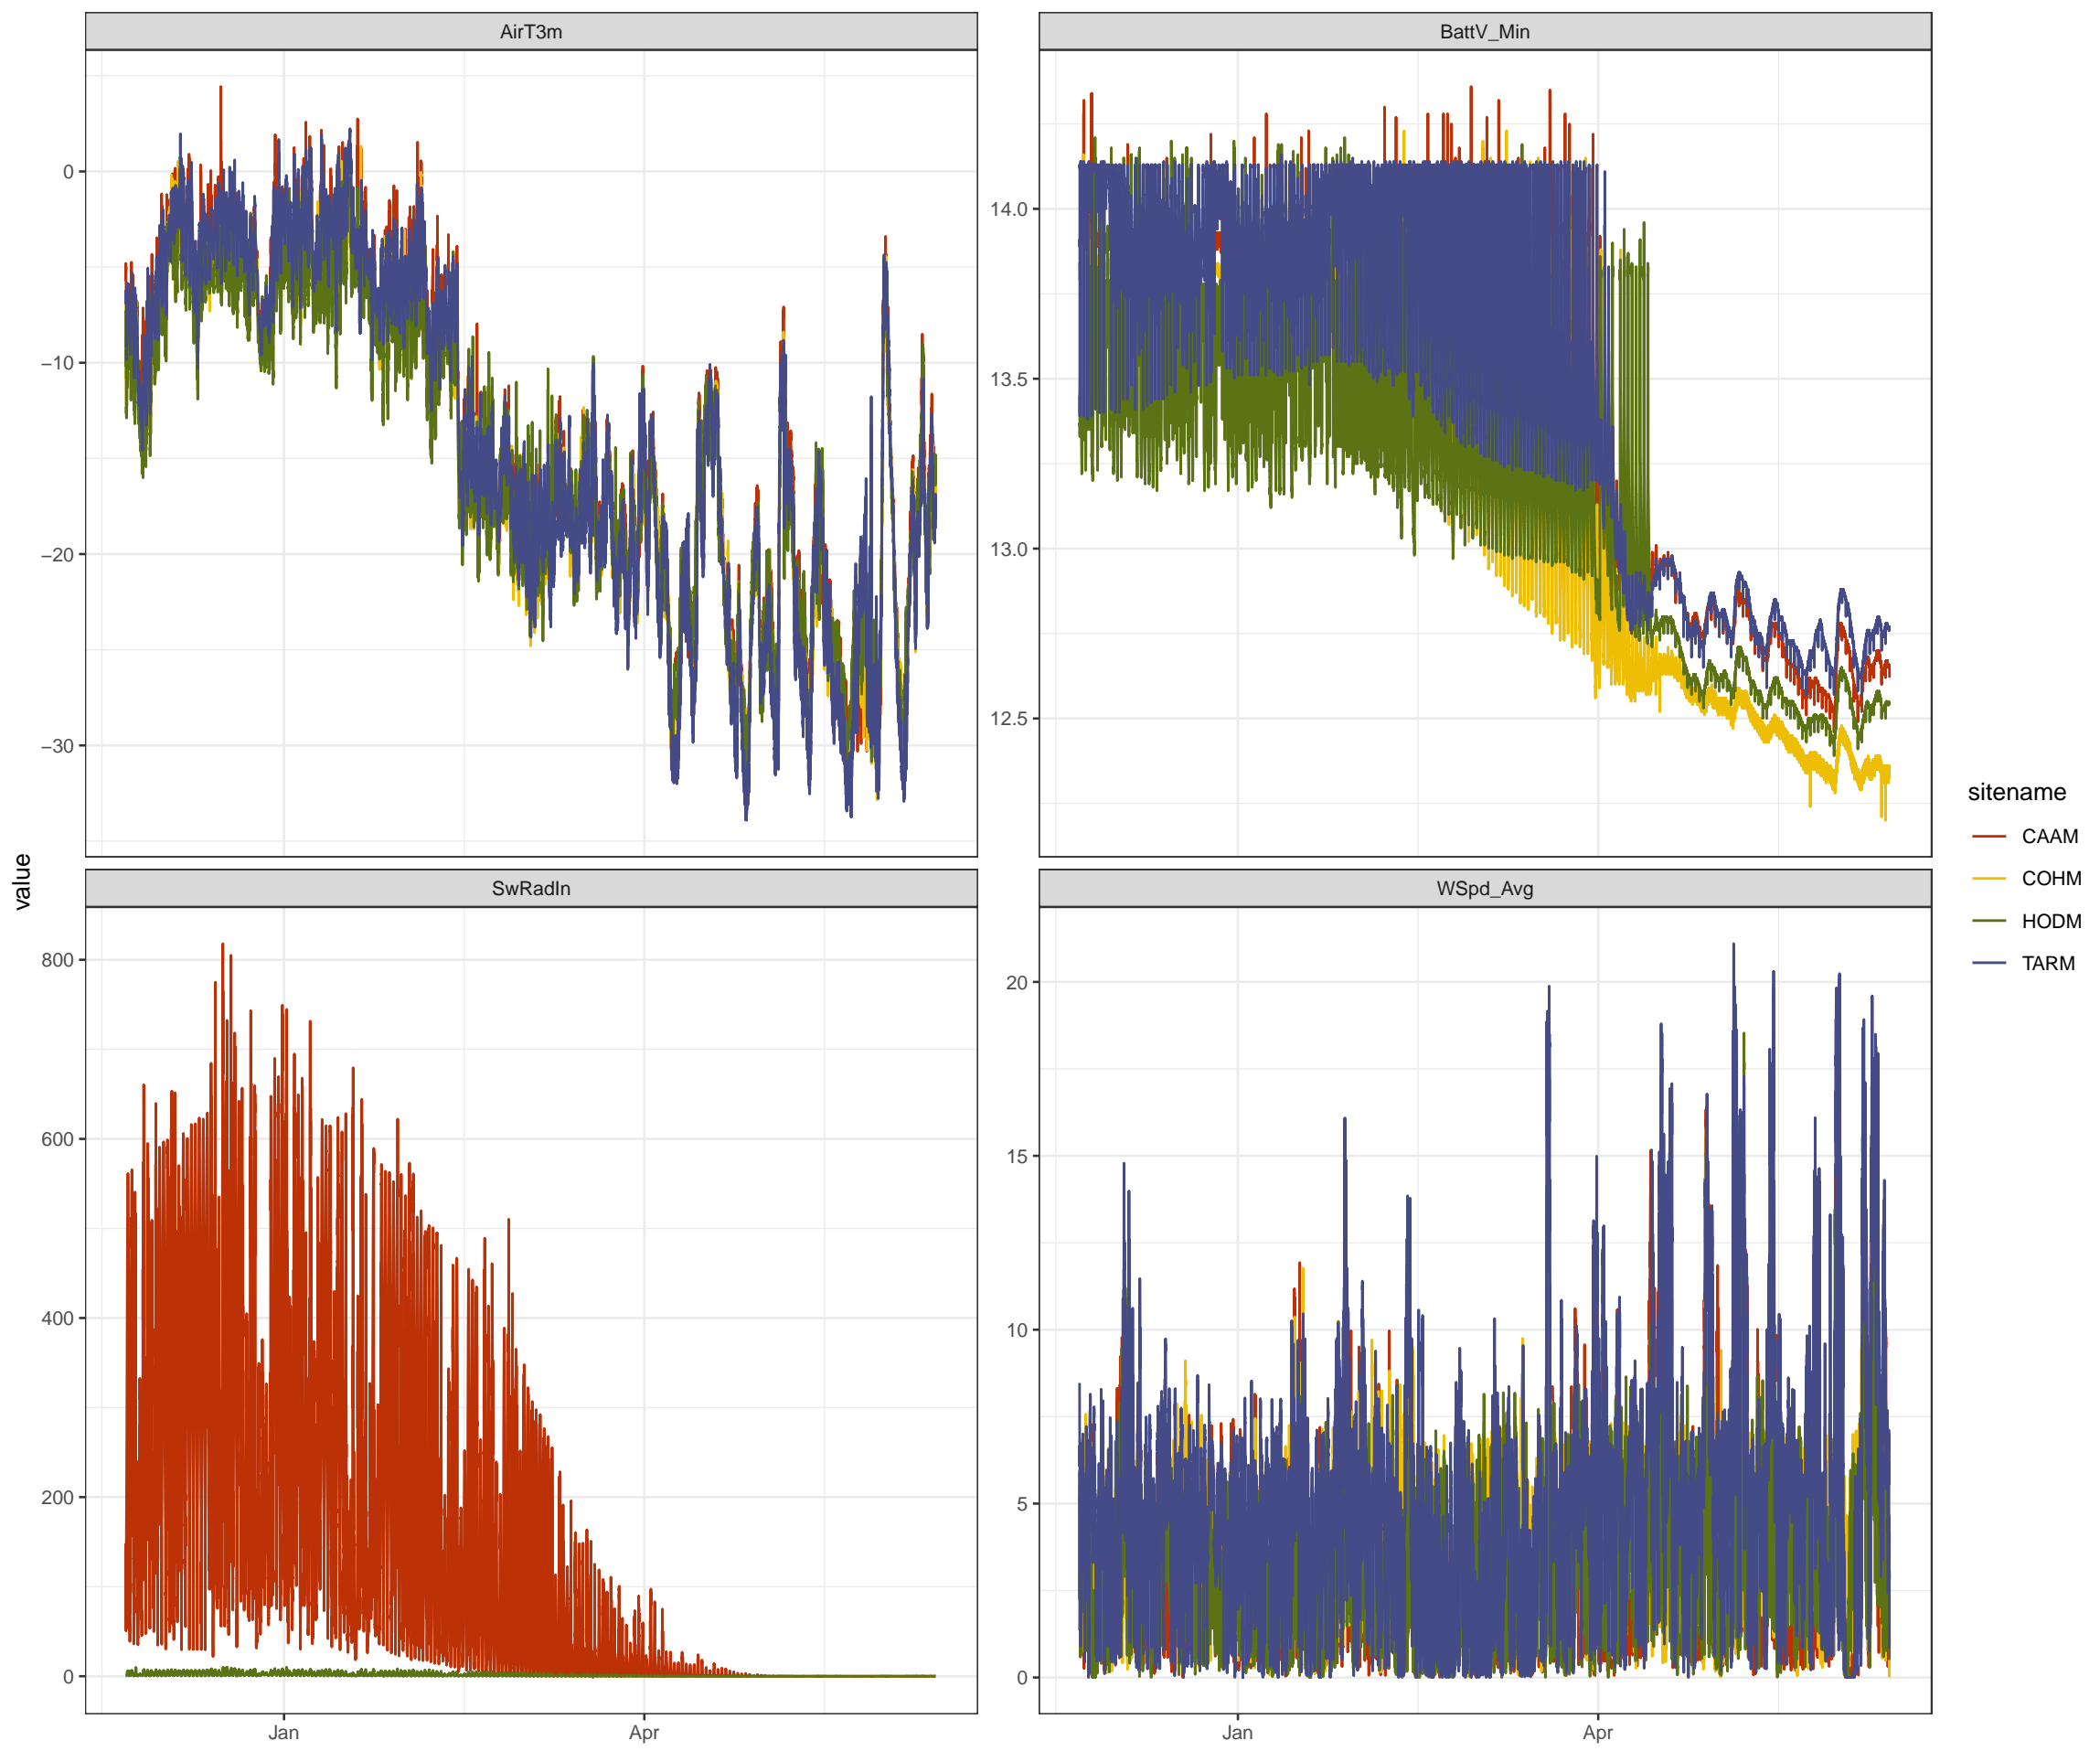 AirT3m
BattV_Min
0
−10
−20
−30
14.0
13.5
13.0
12.5
SwRadIn
WSpd_Avg
800
600
400
200
0
20
15
10
5
0
Jan
Apr
Jan
Apr
value
sitename
CAAM
COHM
HODM
TARM